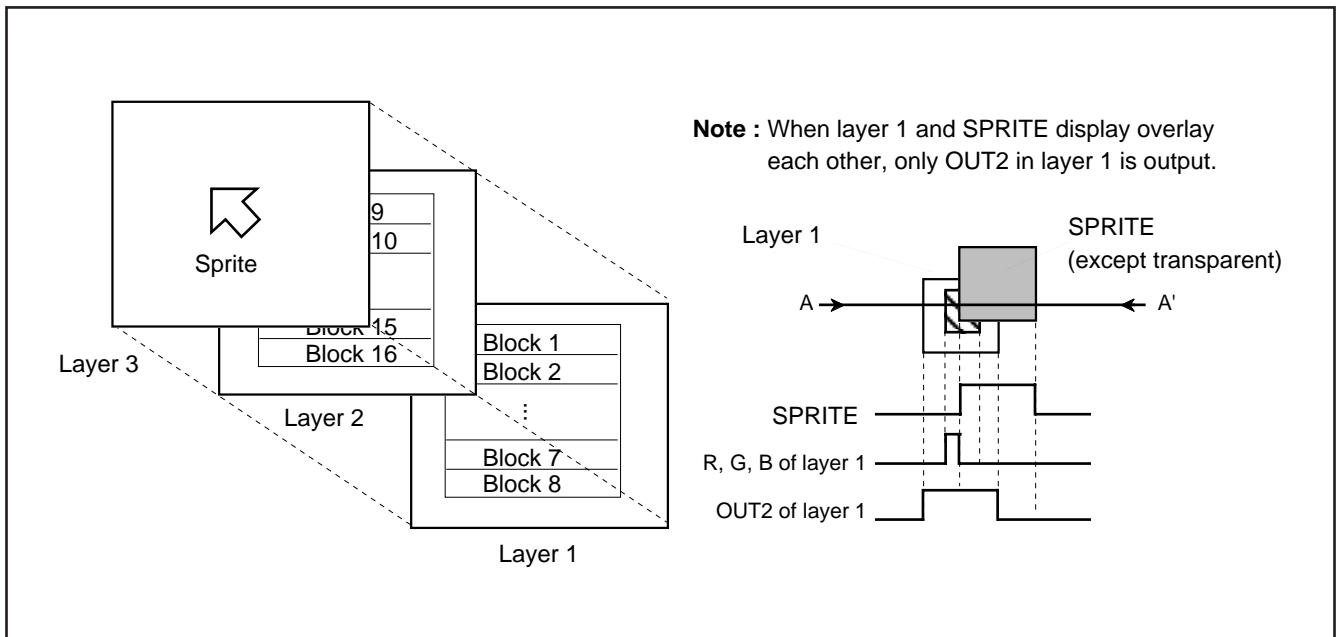 Sprite
Layer 3
9
10
Block 15
Block 16
Layer 2
Block 1
Block 2
⋮
Block 7
Block 8
Layer 1
Note : When layer 1 and SPRITE display overlay
each other, only OUT2 in layer 1 is output.
Layer 1
SPRITE
(except transparent)
A
A'
SPRITE
R, G, B of layer 1
OUT2 of layer 1